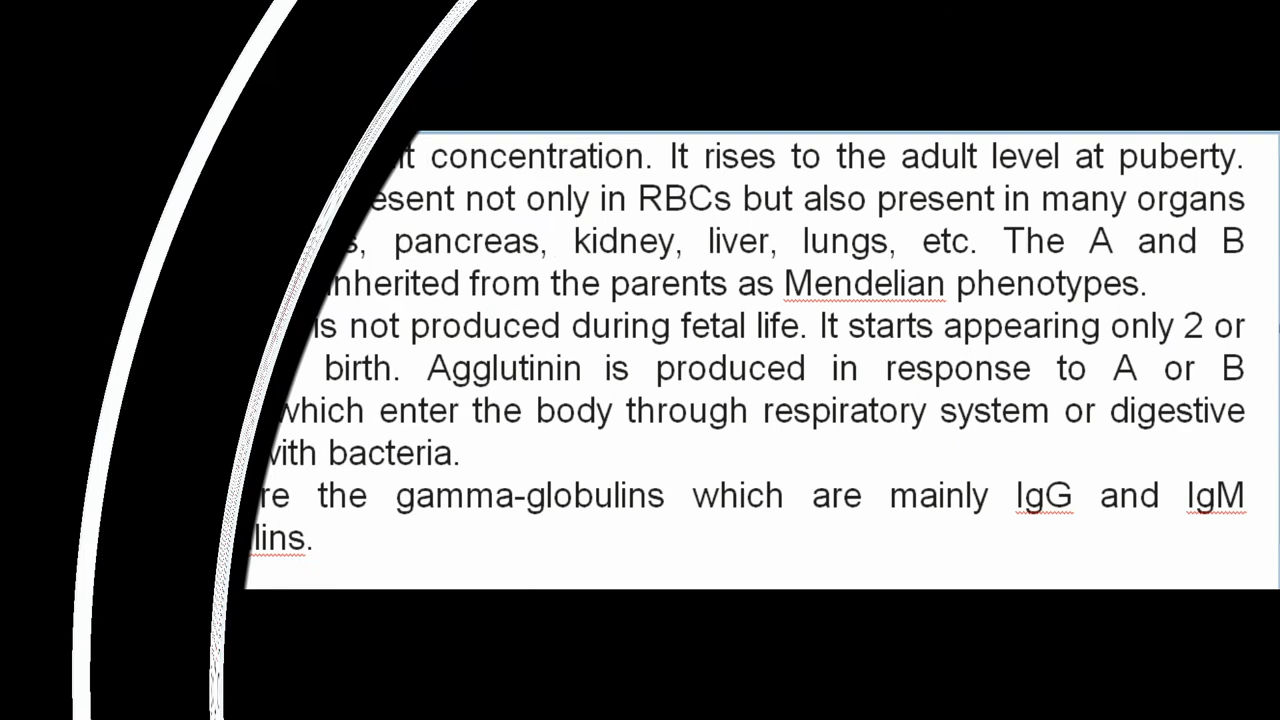 concentration. It rises to the adult level at puberty.
not only in RBCs but also present in many organs
pancreas, kidney, liver, lungs, etc. The A and B
inherited from the parents as Mendelian phenotypes.
is not produced during fetal life. It starts appearing only 2 or
birth. Agglutinin is produced in response to A or B
which enter the body through respiratory system or digestive
with bacteria.
the gamma-globulins which are mainly IgG and IgM